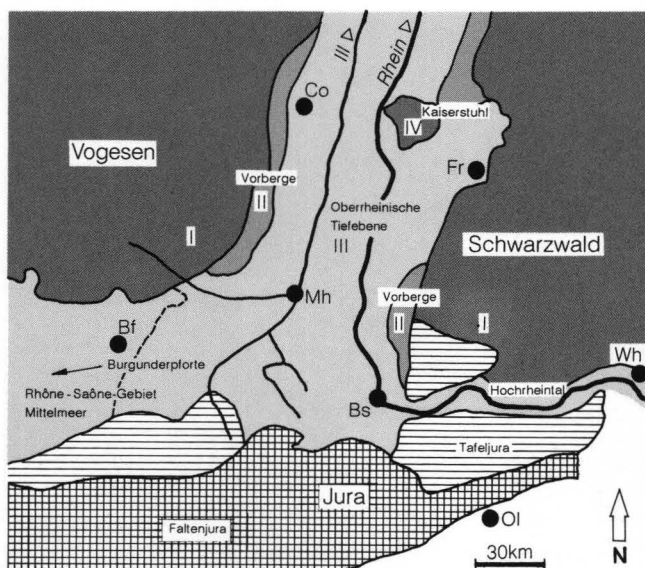 III
Rhein
Co
Kaiserstuhl
IV
Vogesen
Fr
Vorberge
II
Oberrheinische
Tiefebene
III
I
Schwarzwald
Mh
Vorberge
II
I
Bf
Burgunderpforte
Wh
Rhône-Saône-Gebiet
Mittelmeer
Hochrheintal
Bs
Tafeljura
Jura
Faltenjura
Ol
30km
N